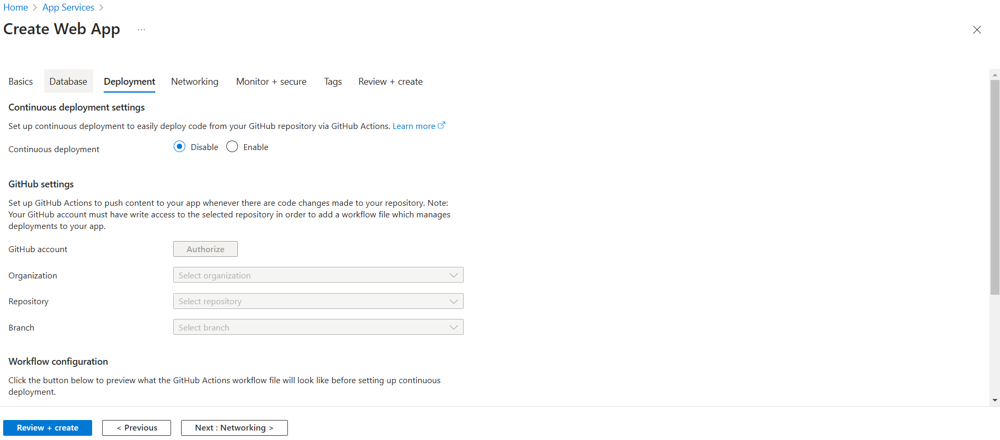 Home > App Services >
Create Web App ...
Basics Database Deployment Networking Monitor + secure Tags Review + create
Continuous deployment settings
Set up continuous deployment to easily deploy code from your GitHub repository via GitHub Actions. Learn more
Continuous deployment Disable Enable
GitHub settings
Set up GitHub Actions to push content to your app whenever there are code changes made to your repository. Note:
Your GitHub account must have write access to the selected repository in order to add a workflow file which manages
deployments to your app.
GitHub account Authorize
Organization Select organization
Repository Select repository
Branch Select branch
Workflow configuration
Click the button below to preview what the GitHub Actions workflow file will look like before setting up continuous
deployment.
Review + create < Previous Next : Networking >